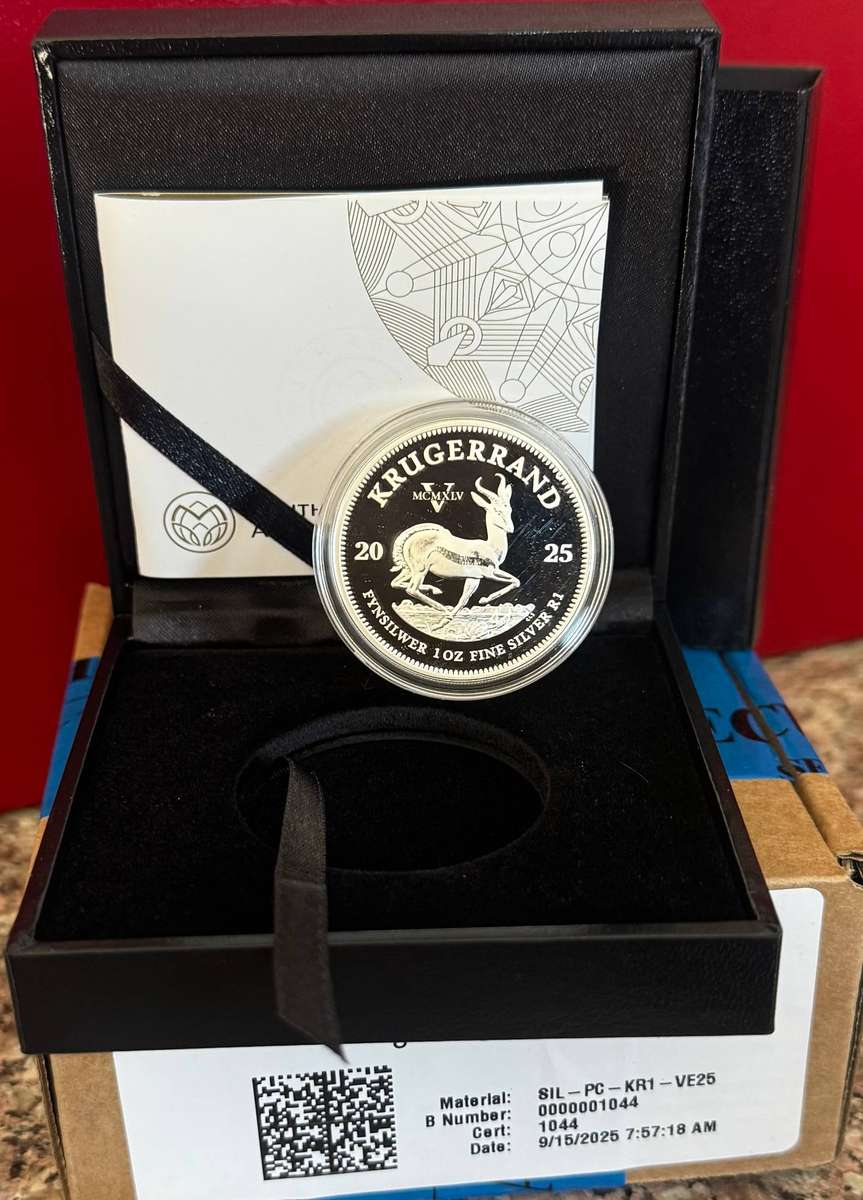 KRUGERRAND
MCMXLV
V
20 25
FYNSILWER 1 OZ FINE SILVER R1
Material: SIL-PC-KR1-VE25
B Number: 0000001044
Cert: 1044
Date: 9/15/2025 7:57:18 AM